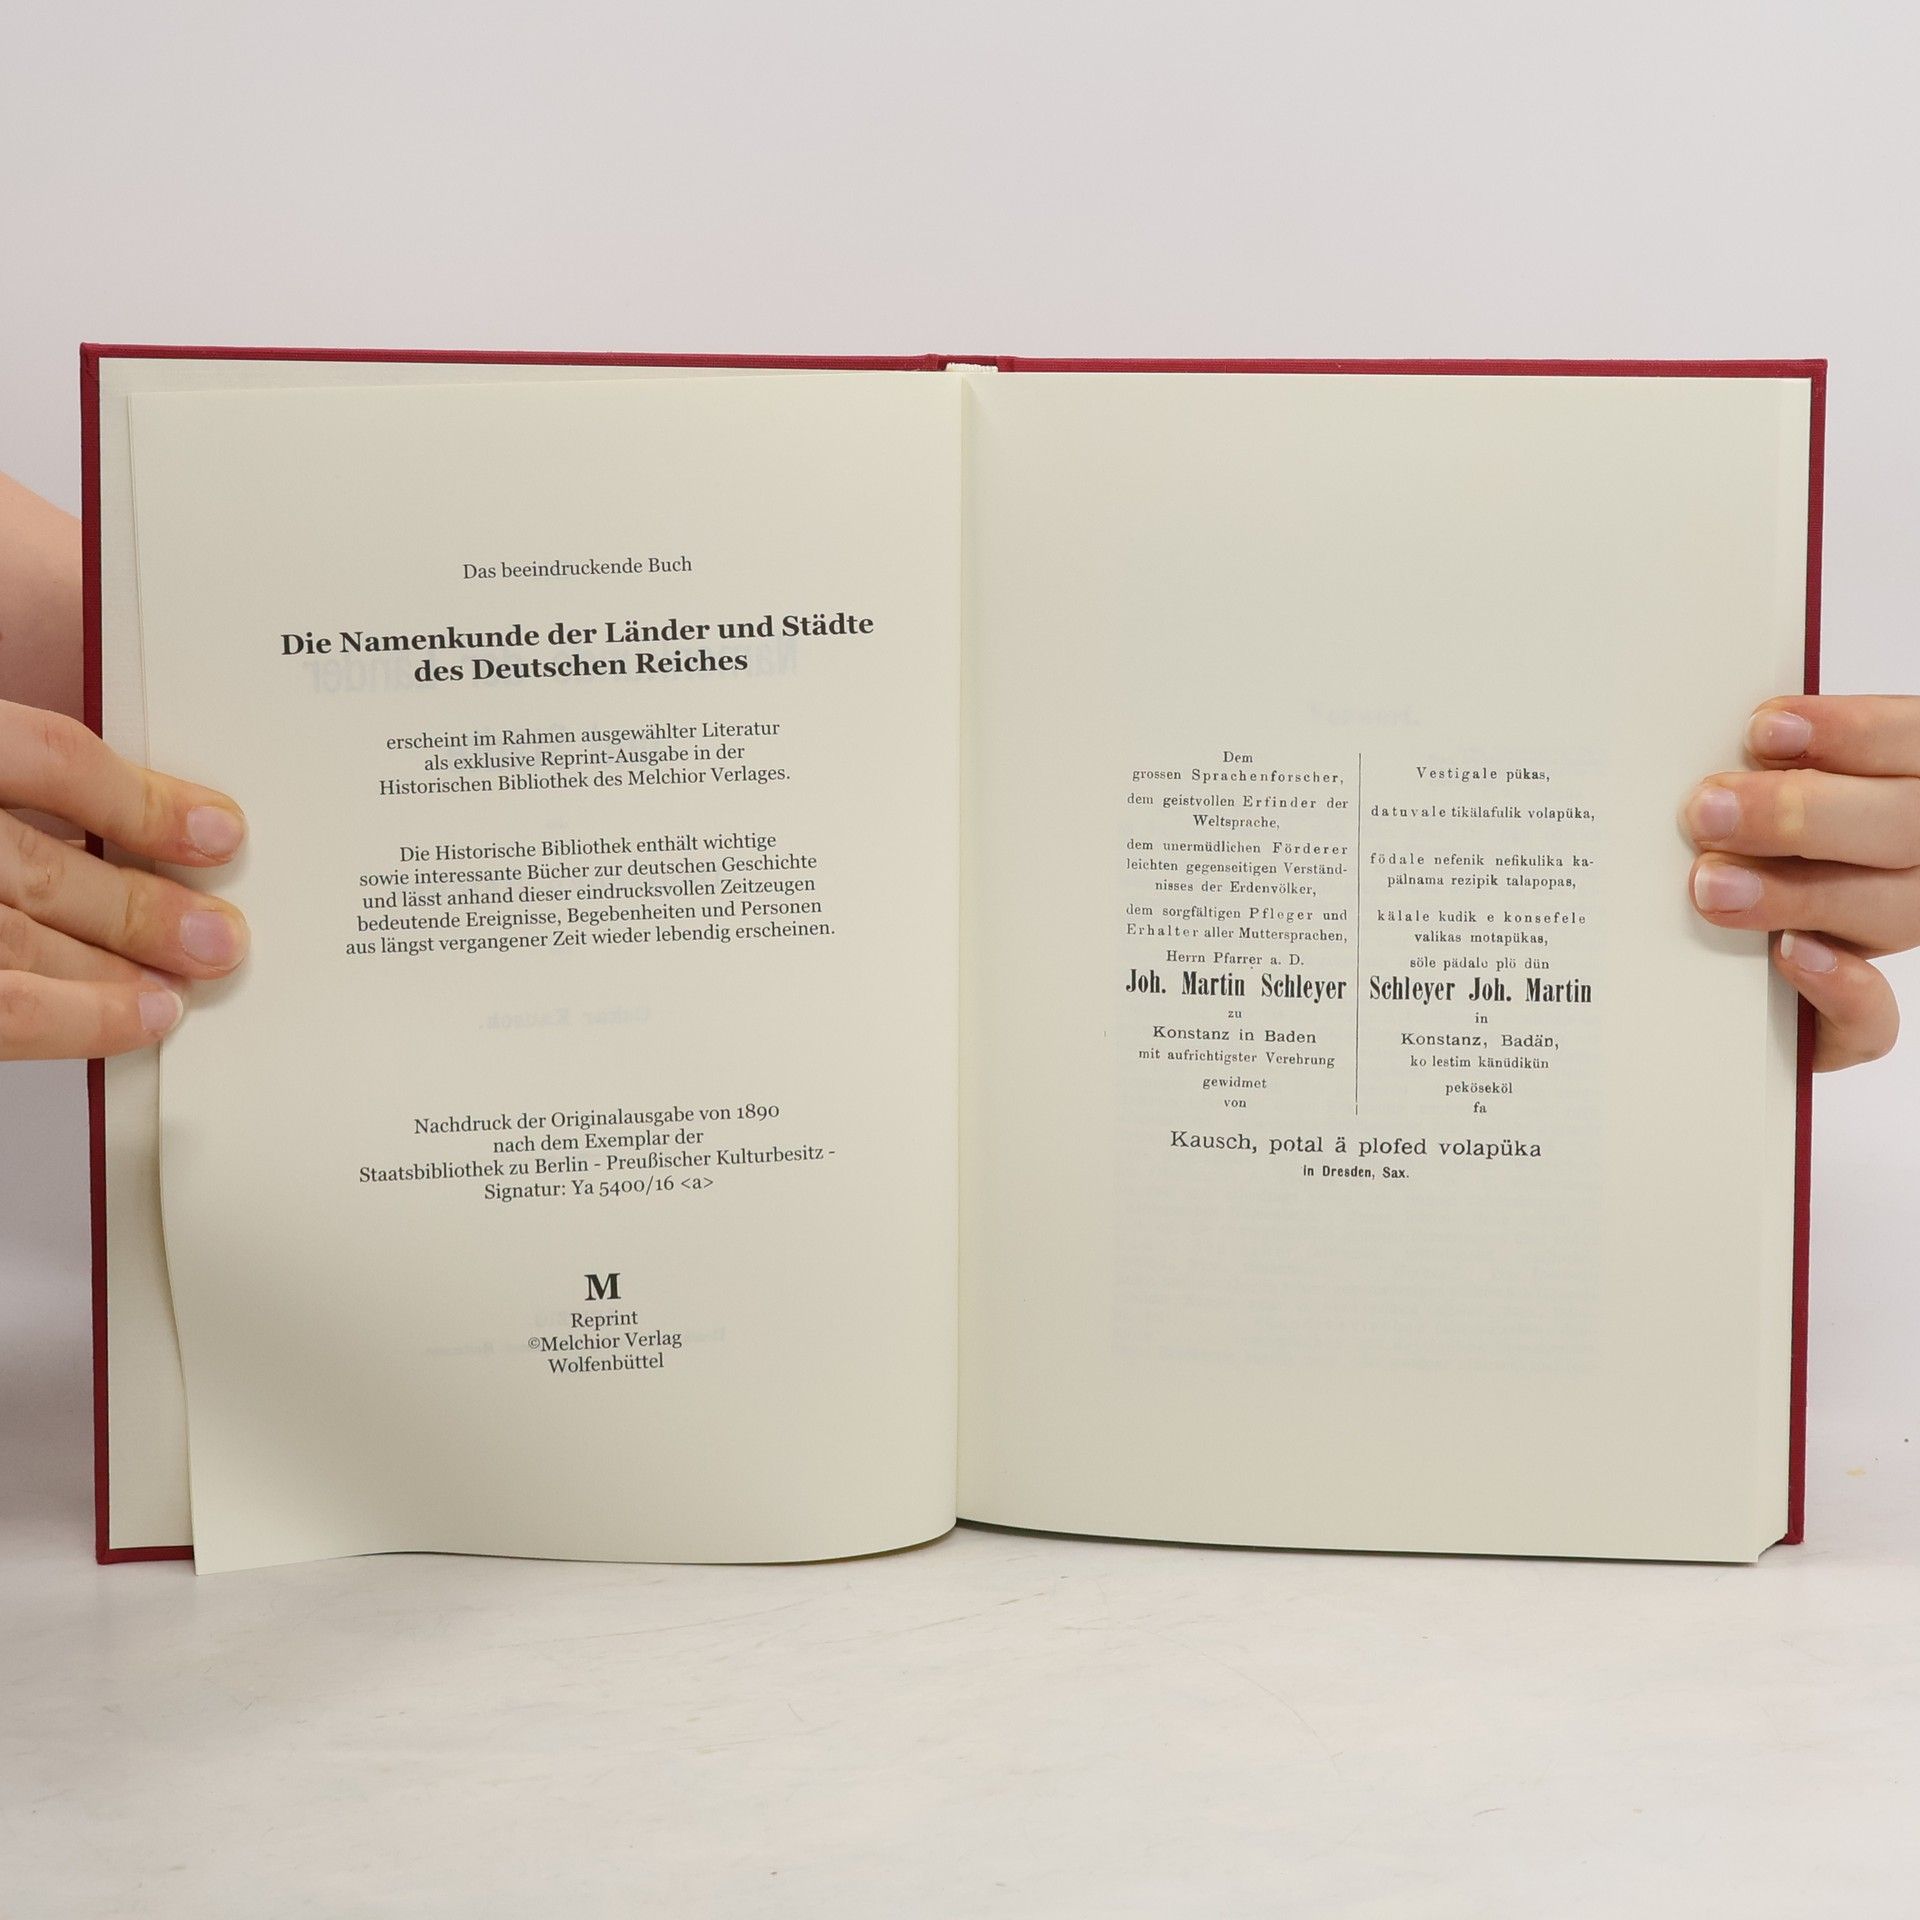 Das beeindruckende Buch
Die Namenkunde der Länder und Städte
des Deutschen Reiches
erscheint im Rahmen ausgewählter Literatur
als exklusive Reprint-Ausgabe in der
Historischen Bibliothek des Melchior Verlages.
Die Historische Bibliothek enthält wichtige
sowie interessante Bücher zur deutschen Geschichte
und lässt anhand dieser eindrucksvollen Zeitzeugen
bedeutende Ereignisse, Begebenheiten und Personen
aus längst vergangener Zeit wieder lebendig erscheinen.
Nachdruck der Originalausgabe von 1890
nach dem Exemplar der
Staatsbibliothek zu Berlin - Preußischer Kulturbesitz -
Signatur: Ya 5400/16 <a>
M
Reprint
©Melchior Verlag
Wolfenbüttel
Dem
grossen Sprachenforscher,
dem geistvollen Erfinder der
Weltsprache,
dem unermüdlichen Förderer
leichten gegenseitigen Verständ-
nisses der Erdenvölker,
dem sorgfältigen Pfleger und
Erhalter aller Muttersprachen,
Herrn Pfarrer a. D.
Joh. Martin Schleyer
zu
Konstanz in Baden
mit aufrichtigster Verehrung
gewidmet
von
Vestigale pükas,
datuvale tikälafulik volapüka,
födale nefenik nefikulika ka-
pälnama rezipik talapopas,
kälale kudik e konsefele
valikas motapükas,
söle pädale plö dün
Schleyer Joh. Martin
in
Konstanz, Badän,
ko lestim känüdikün
peköseköl
fa
Kausch, potal ä plofed volapüka
in Dresden, Sax.